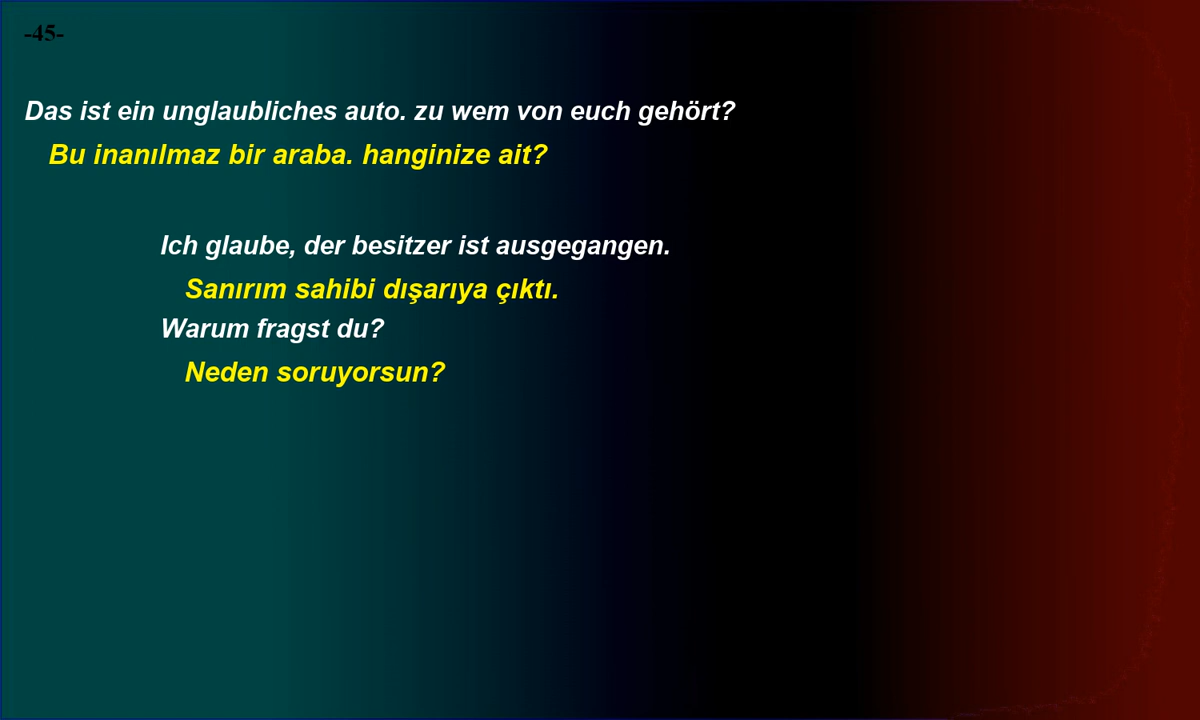 -45-
Das ist ein unglaubliches auto. zu wem von euch gehört?
Bu inanılmaz bir araba. hanginize ait?
Ich glaube, der besitzer ist ausgegangen.
Sanırım sahibi dışarıya çıktı.
Warum fragst du?
Neden soruyorsun?